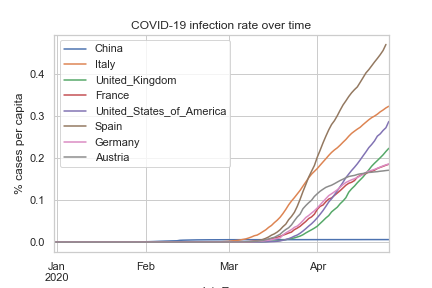 COVID-19 infection rate over time
% cases per capita
0.4
0.3
0.2
0.1
0.0
China
Italy
United_Kingdom
France
United_States_of_America
Spain
Germany
Austria
Jan
2020
Feb
Mar
Apr